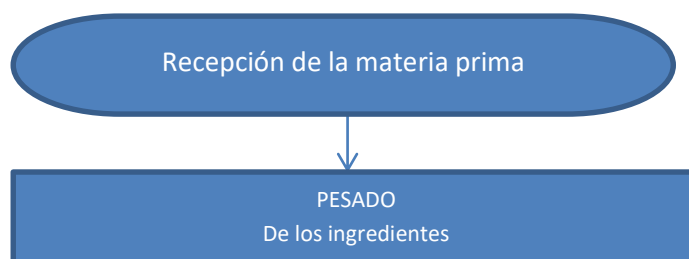 Recepción de la materia prima
PESADO
De los ingredientes